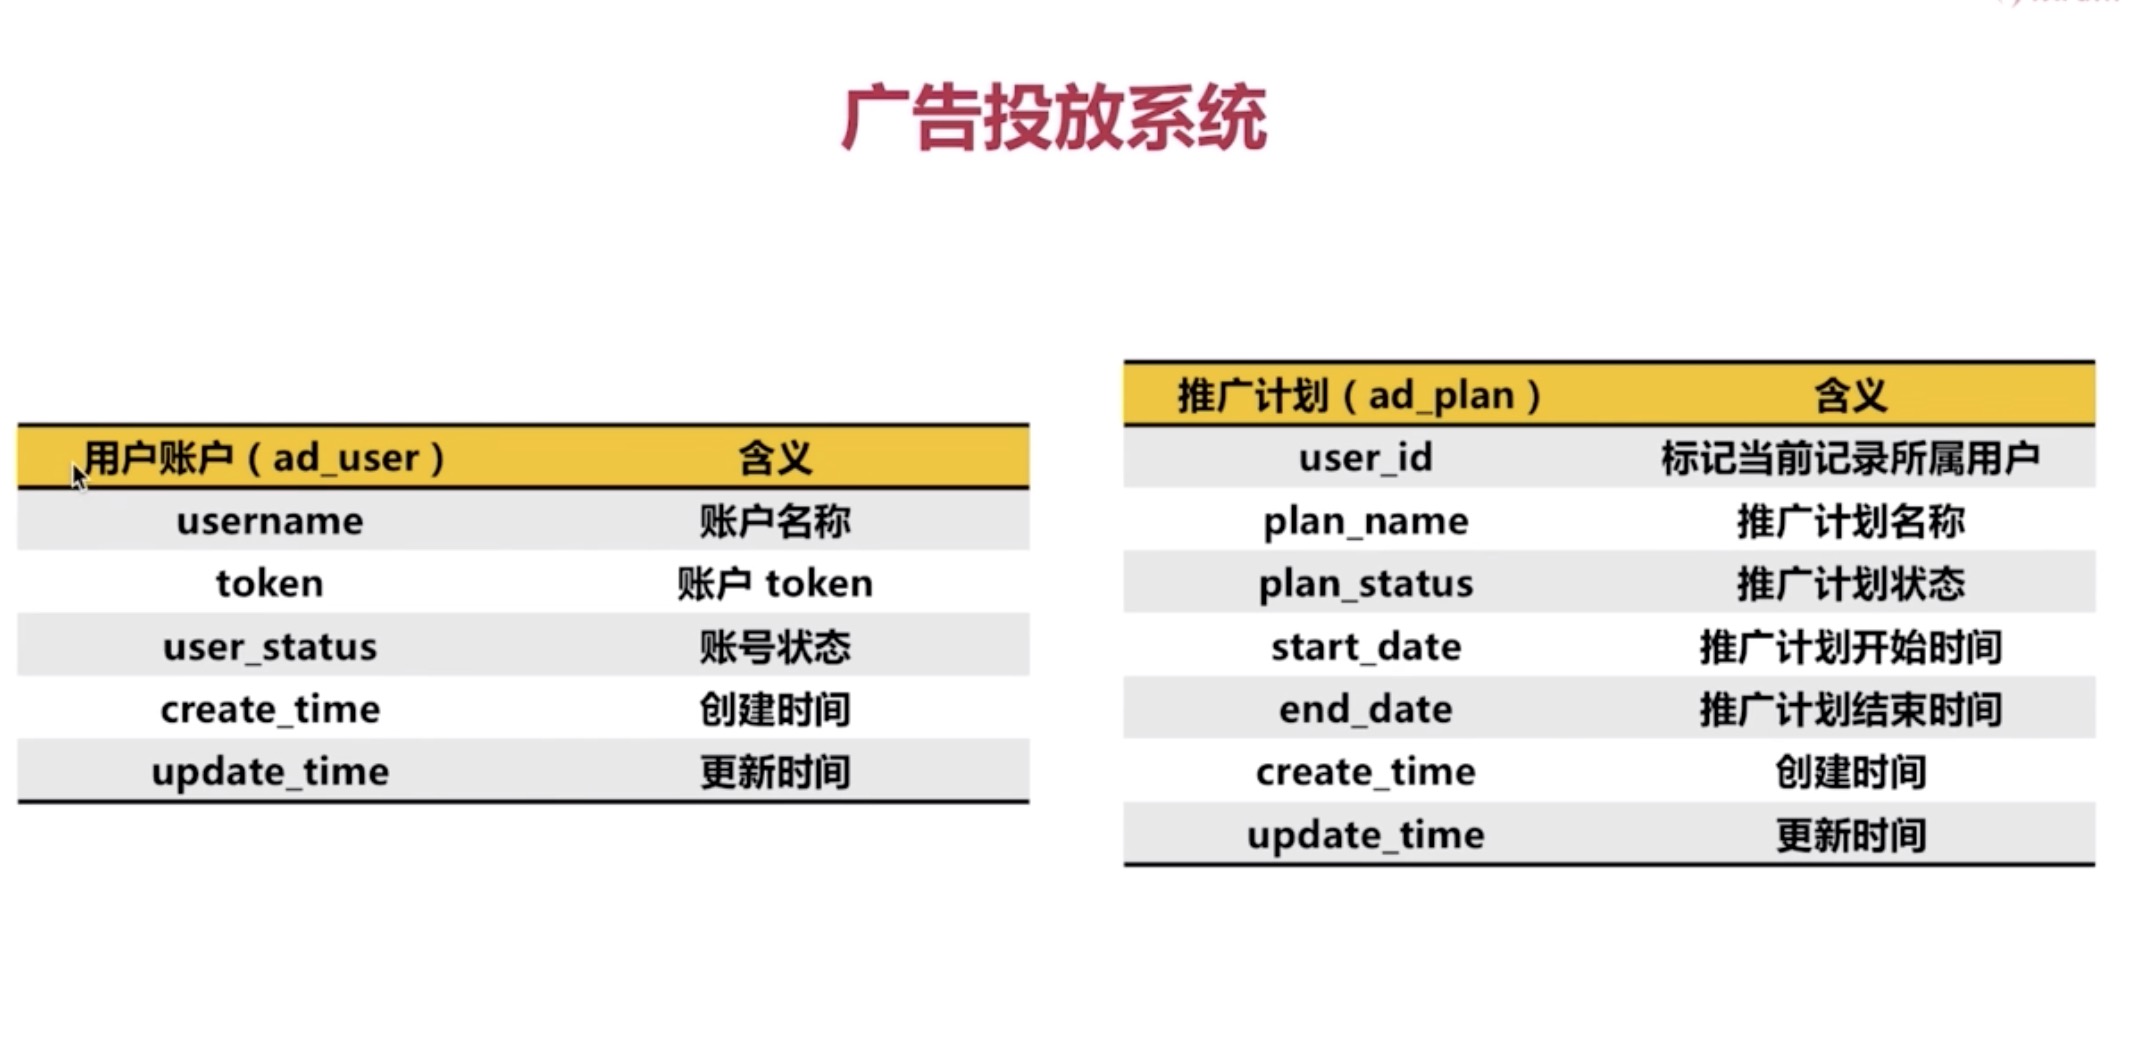 广告投放系统
用户账户（ad_user） 含义
username 账户名称
token 账户 token
user_status 账号状态
create_time 创建时间
update_time 更新时间
推广计划（ad_plan） 含义
user_id 标记当前记录所属用户
plan_name 推广计划名称
plan_status 推广计划状态
start_date 推广计划开始时间
end_date 推广计划结束时间
create_time 创建时间
update_time 更新时间